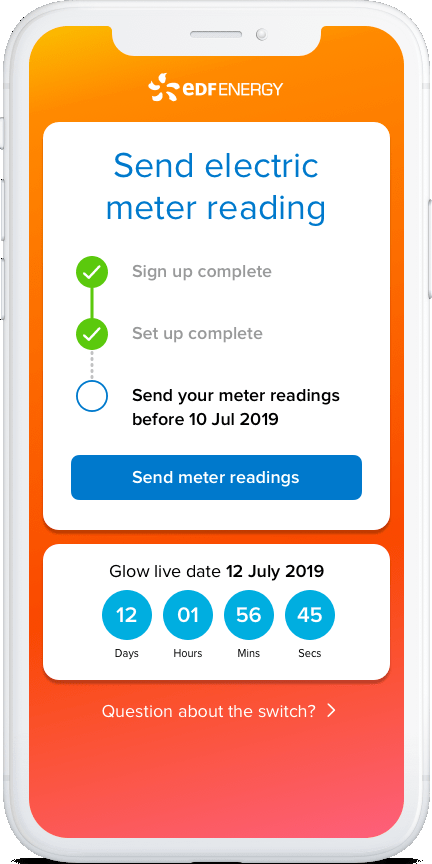 eDF ENERGY
Send electric
meter reading
Sign up complete
Set up complete
Send your meter readings
before 10 Jul 2019
Send meter readings
Glow live date 12 July 2019
12 01 56 45
Days Hours Mins Secs
Question about the switch?